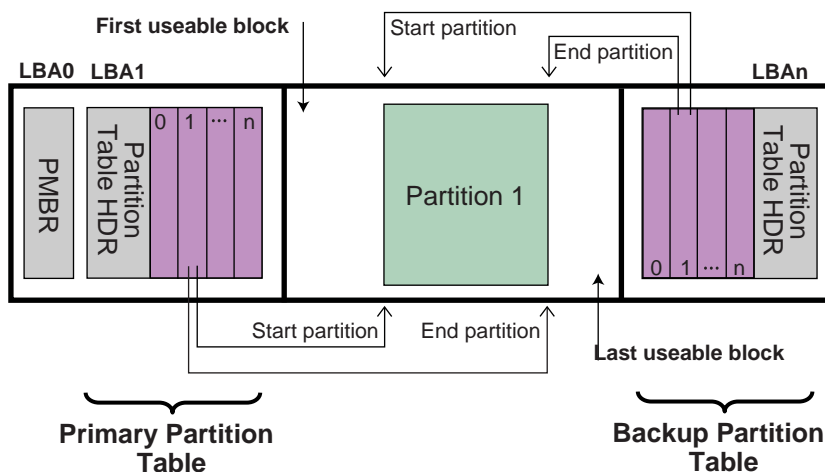 First useable block
Start partition
End partition
LBA0
LBA1
LBAn
PMBR
Partition
Table HDR
0 1 ... n
Partition 1
0 1 ... n
Partition
Table HDR
Start partition
End partition
Last useable block
Primary Partition
Table
Backup Partition
Table